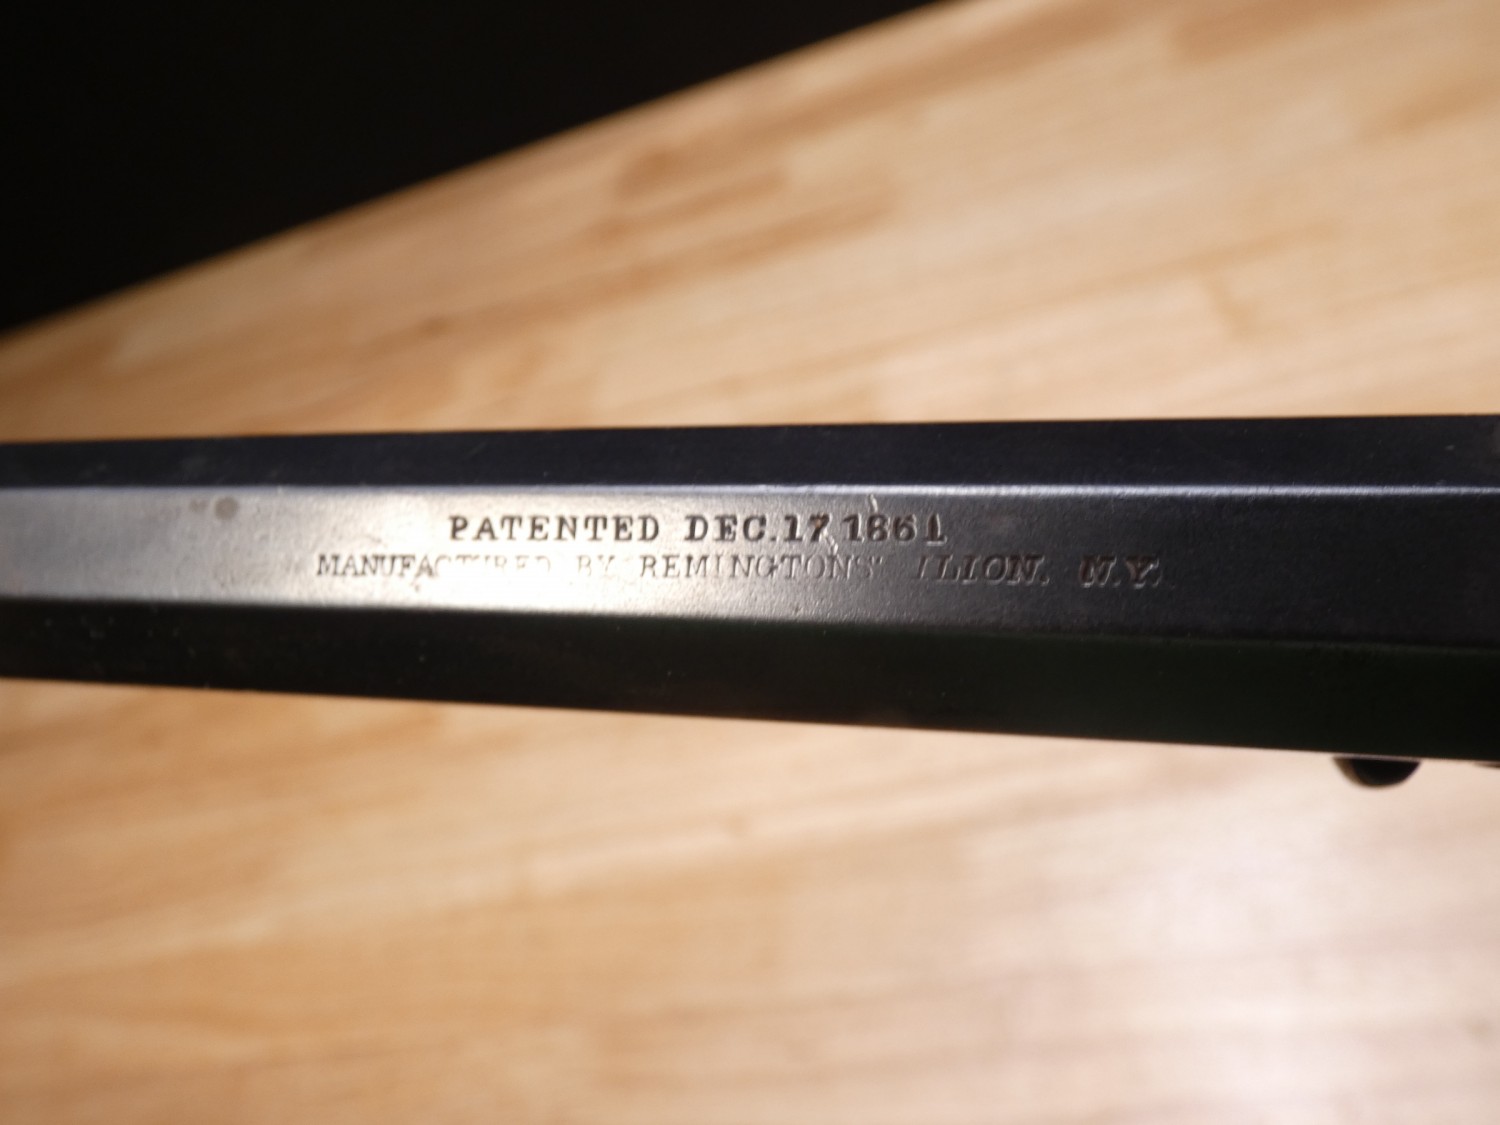 PATENTED DEC. 17 1861
MANUFACTURED BY REMINGTONS' ILION. N.Y.